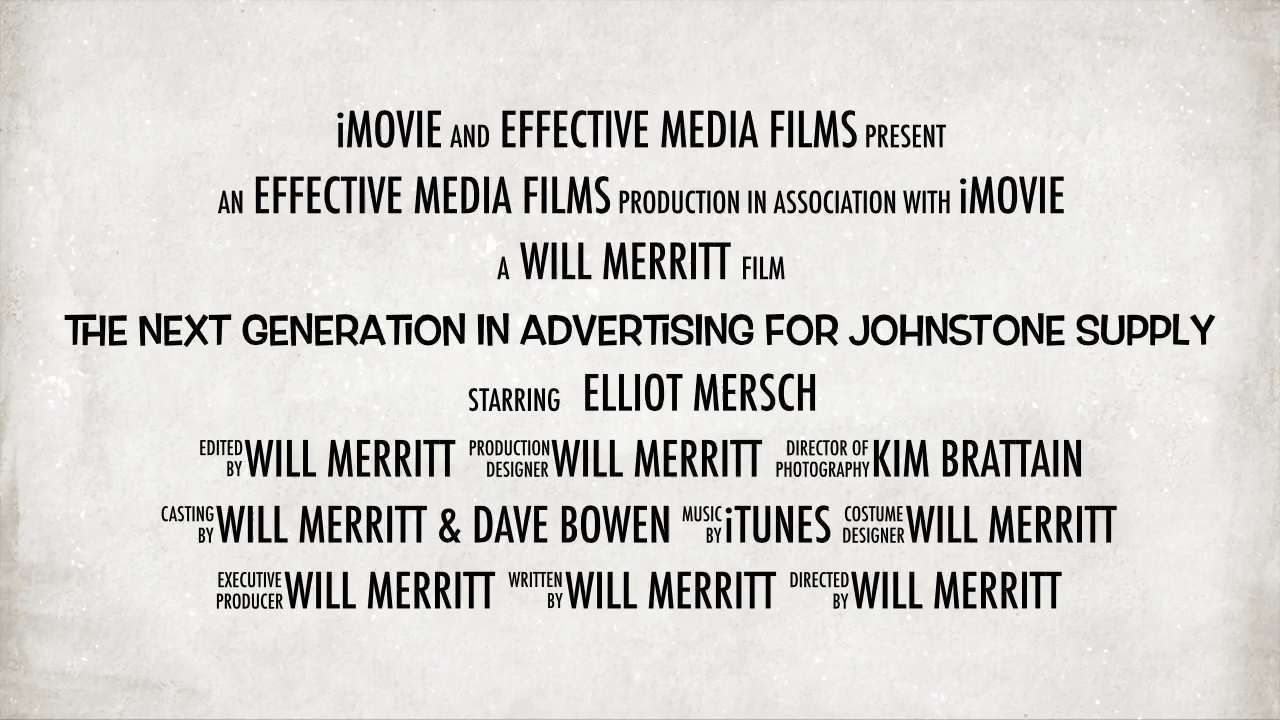 iMOVIE AND EFFECTIVE MEDIA FILMS PRESENT
AN EFFECTIVE MEDIA FILMS PRODUCTION IN ASSOCIATION WITH iMOVIE
A WILL MERRITT FILM
THE NEXT GENERATION IN ADVERTISING FOR JOHNSTONE SUPPLY
STARRING ELLIOT MERSCH
EDITED BY WILL MERRITT PRODUCTION DESIGNER WILL MERRITT DIRECTOR OF PHOTOGRAPHY KIM BRATTAIN
CASTING BY WILL MERRITT & DAVE BOWEN MUSIC BY iTUNES COSTUME DESIGNER WILL MERRITT
EXECUTIVE PRODUCER WILL MERRITT WRITTEN BY WILL MERRITT DIRECTED BY WILL MERRITT